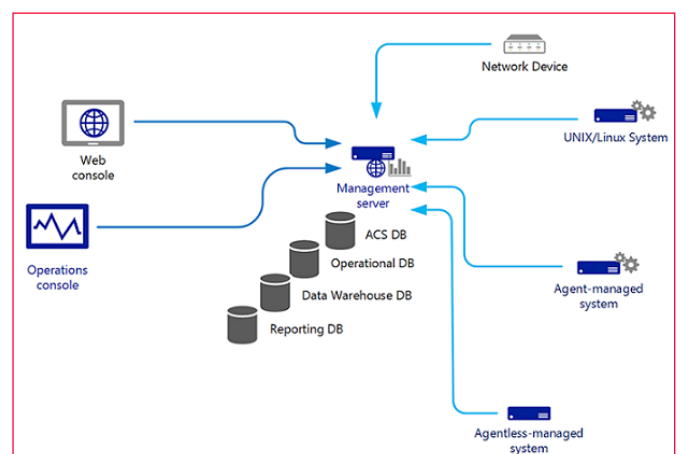 Network Device
UNIX/Linux System
Web
console
Management
server
ACS DB
Operational DB
Operations
console
Data Warehouse DB
Agent-managed
system
Reporting DB
Agentless-managed
system